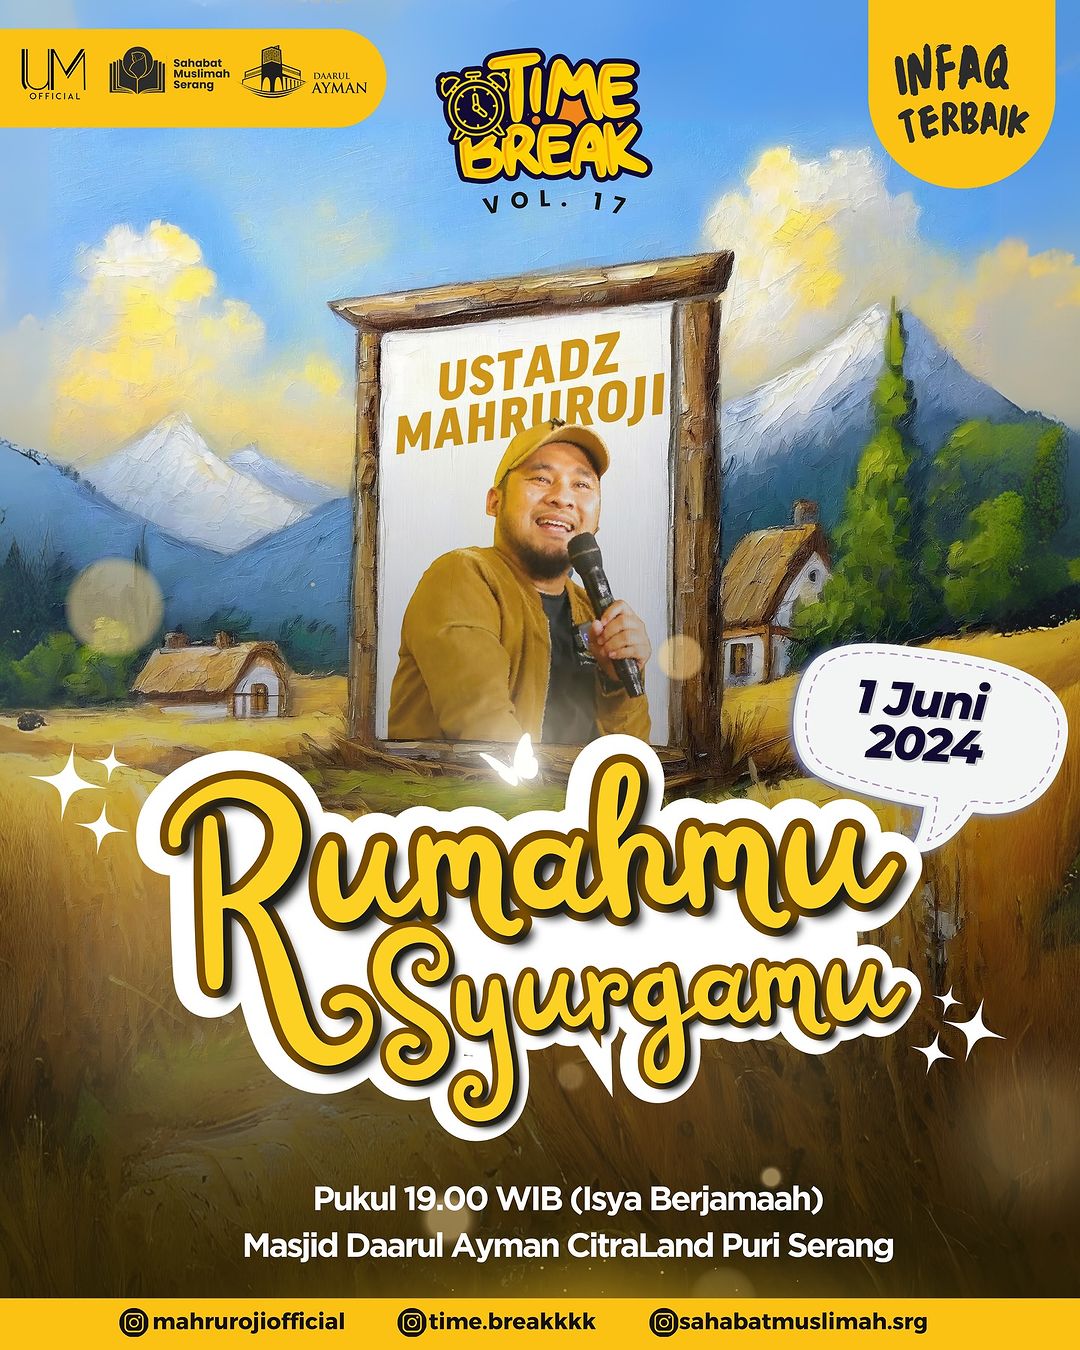 UM
OFFICIAL
Sahabat
Muslimah
Serang
DAARUL
AYMAN
TIME
BREAK
VOL. 17
INFAQ
TERBAIK
USTADZ
MAHRUROJI
1 Juni
2024
Rumahmu
Syurgamu
Pukul 19.00 WIB (Isya Berjamaah)
Masjid Daarul Ayman CitraLand Puri Serang
mahrurojiofficial
time.breakkkk
sahabatmuslimah.srg